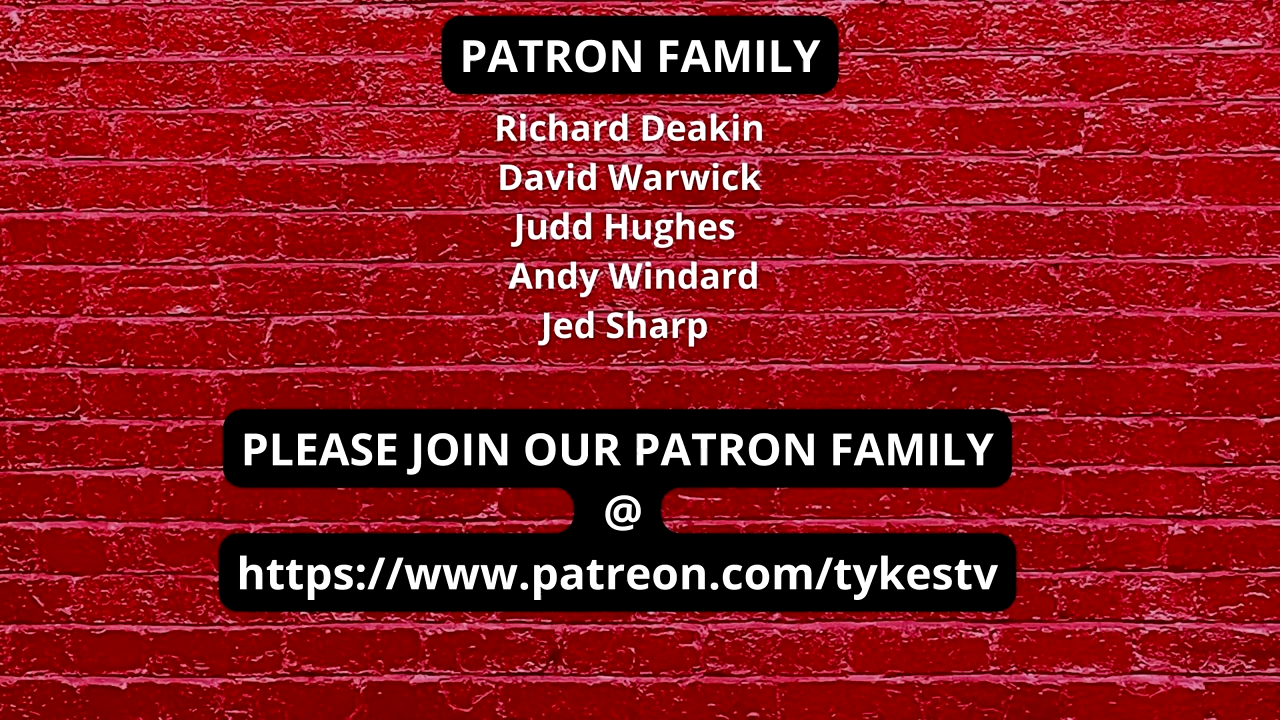 PATRON FAMILY
Richard Deakin
David Warwick
Judd Hughes
Andy Windard
Jed Sharp
PLEASE JOIN OUR PATRON FAMILY
@
https://www.patreon.com/tykestv